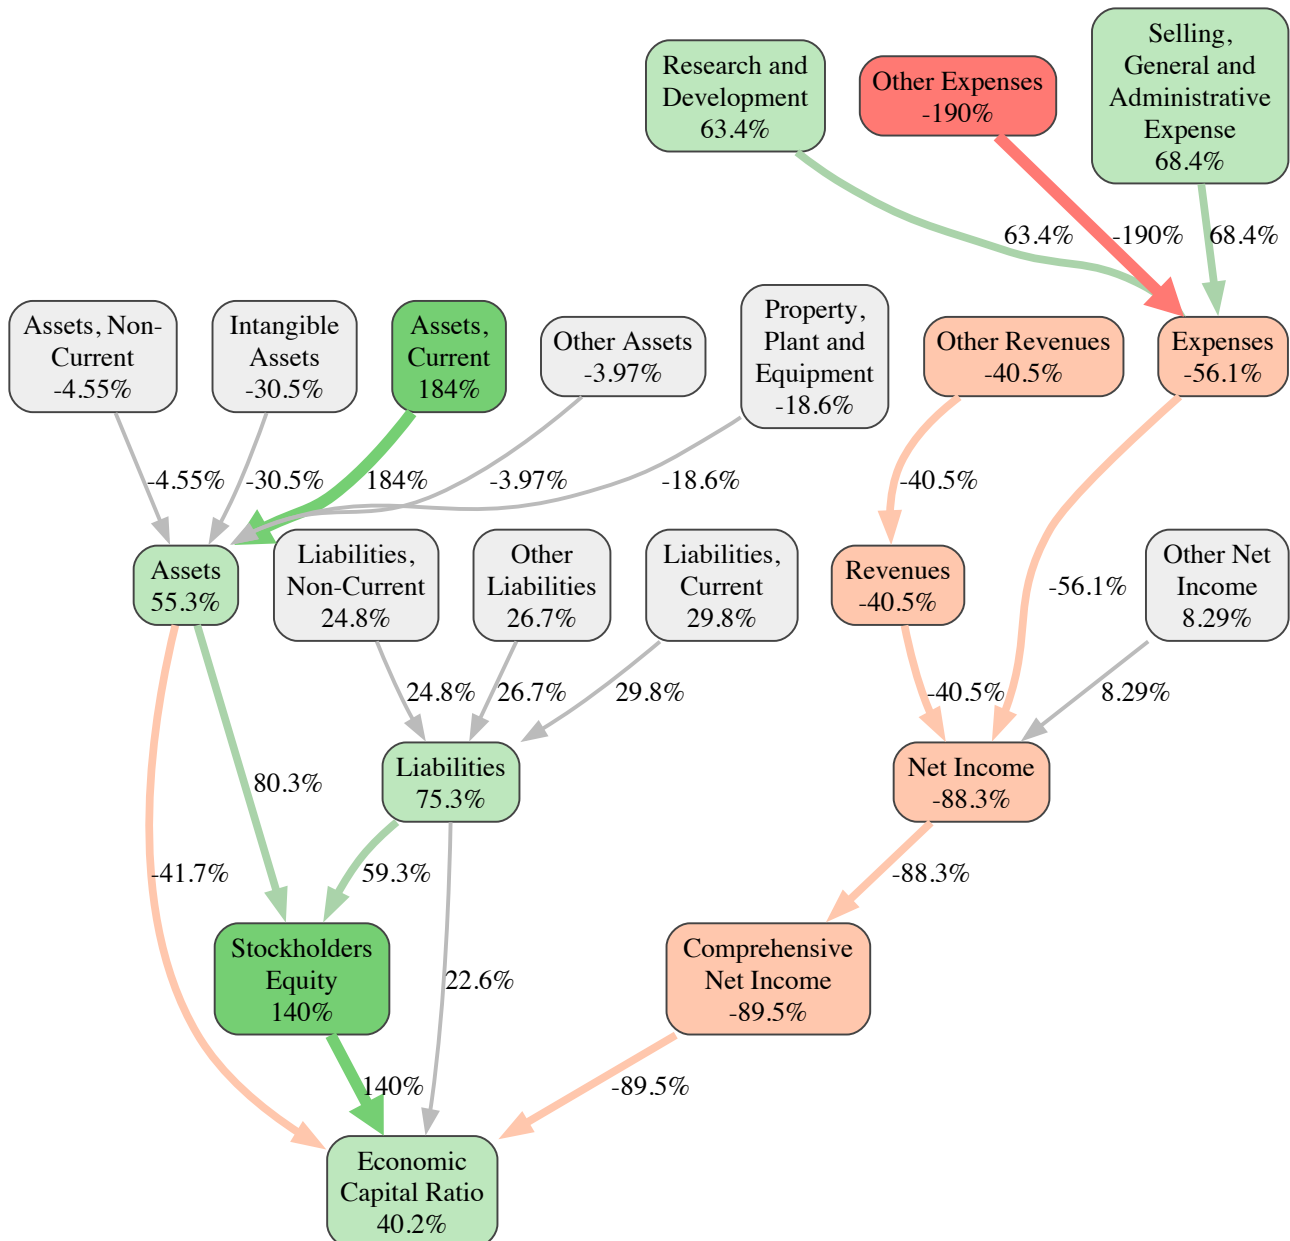 Selling,
General and
Administrative
Expense
68.4%
Research and
Development
63.4%
Other Expenses
-190%
63.4%
-190%
68.4%
Assets, Non-
Current
-4.55%
Intangible
Assets
-30.5%
Assets,
Current
184%
Other Assets
-3.97%
Property,
Plant and
Equipment
-18.6%
Other Revenues
-40.5%
Expenses
-56.1%
-4.55%
-30.5%
184%
-3.97%
-18.6%
-40.5%
-56.1%
Assets
55.3%
Liabilities,
Non-Current
24.8%
Other
Liabilities
26.7%
Liabilities,
Current
29.8%
Revenues
-40.5%
Other Net
Income
8.29%
24.8%
26.7%
29.8%
-40.5%
8.29%
Liabilities
75.3%
Net Income
-88.3%
80.3%
-41.7%
59.3%
-88.3%
Stockholders
Equity
140%
22.6%
Comprehensive
Net Income
-89.5%
140%
-89.5%
Economic
Capital Ratio
40.2%